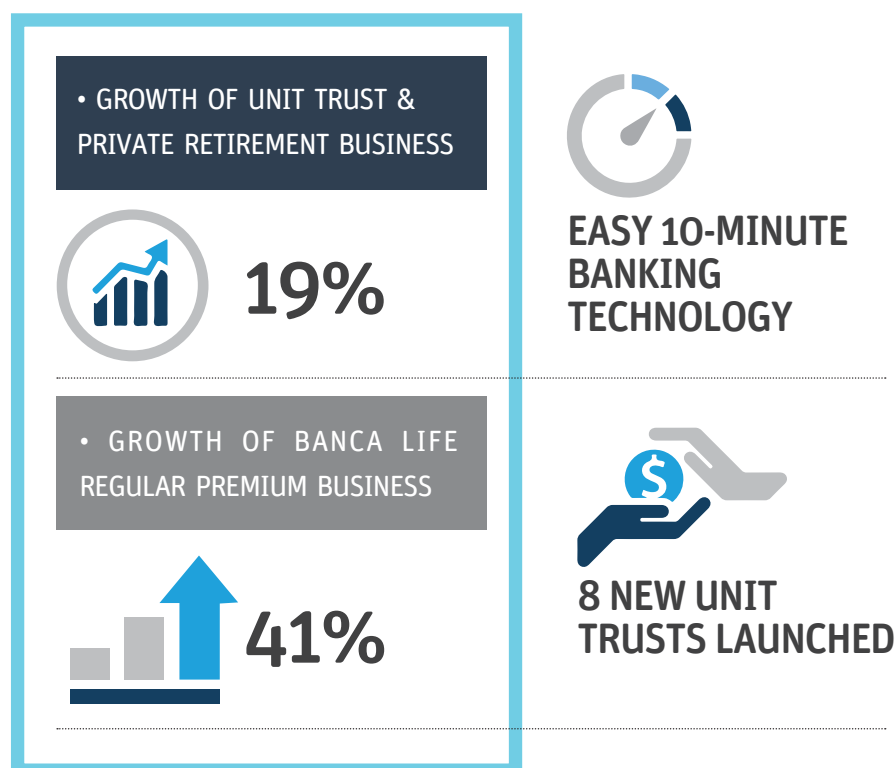 • GROWTH OF UNIT TRUST &
PRIVATE RETIREMENT BUSINESS
19%
EASY 10-MINUTE
BANKING
TECHNOLOGY
• GROWTH OF BANCA LIFE
REGULAR PREMIUM BUSINESS
41%
$
8 NEW UNIT
TRUSTS LAUNCHED